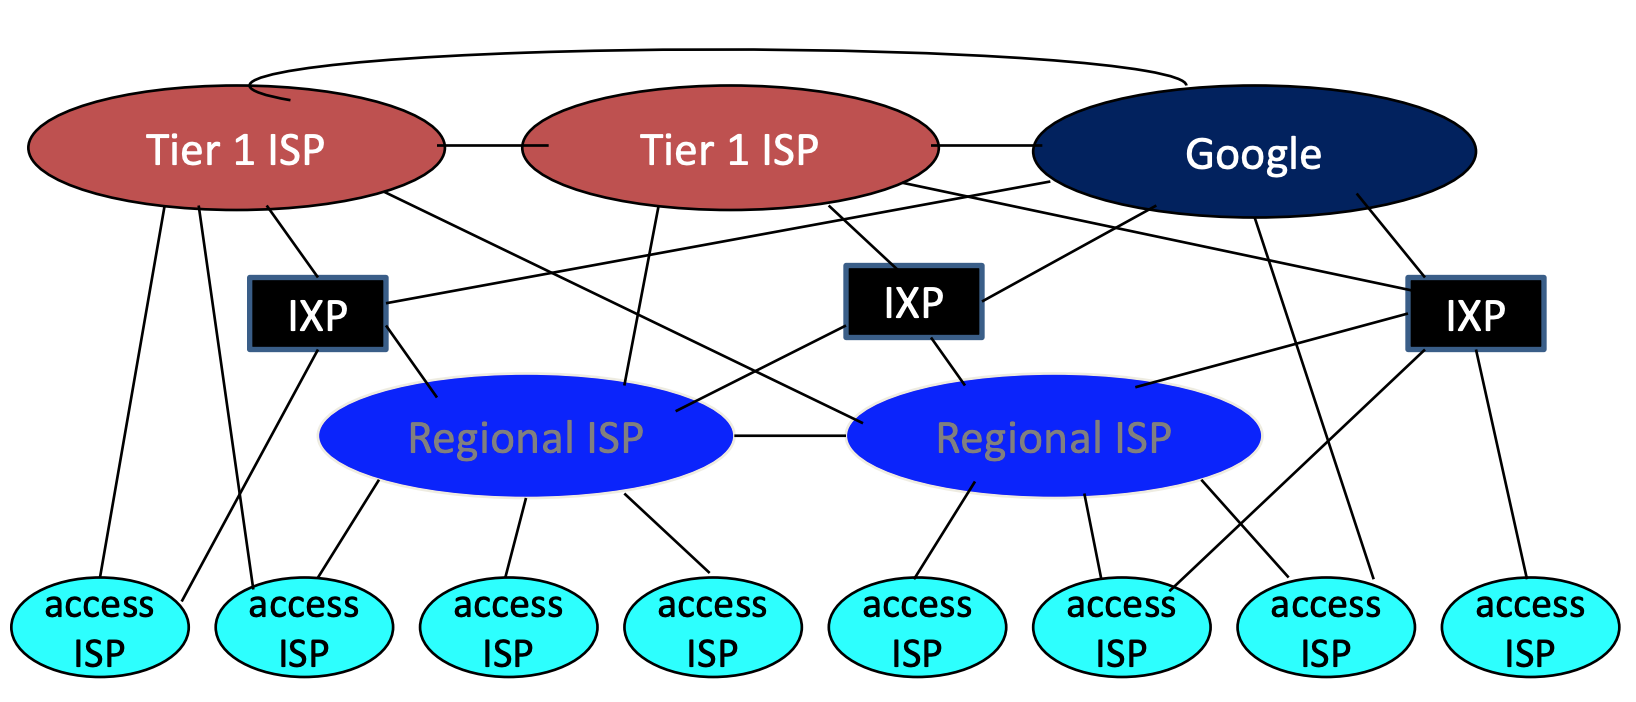 Tier 1 ISP
Tier 1 ISP
Google
IXP
IXP
IXP
Regional ISP
Regional ISP
access
ISP
access
ISP
access
ISP
access
ISP
access
ISP
access
ISP
access
ISP
access
ISP